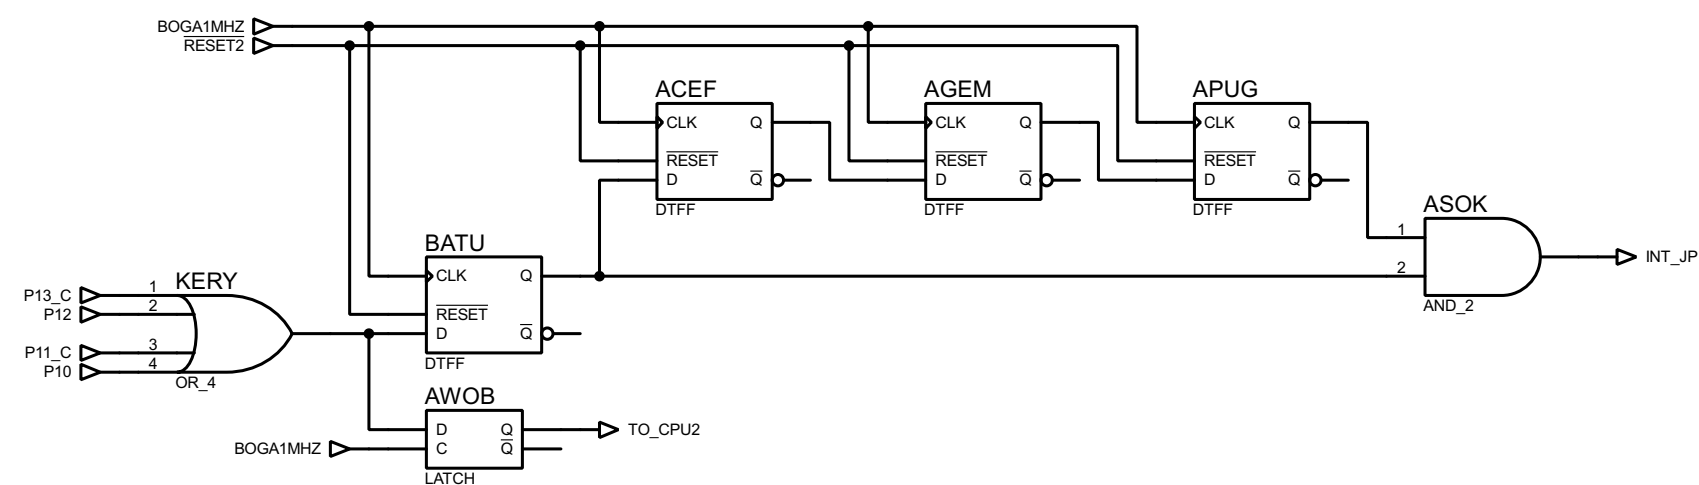 BOGA1MHZ
RESET2
ACEF
CLK Q
RESET
D Q
DTFF
AGEM
CLK Q
RESET
D Q
DTFF
APUG
CLK Q
RESET
D Q
DTFF
ASOK
1
2
AND_2
INT_JP
BATU
CLK Q
RESET
D Q
DTFF
KERY
P13_C 1
P12 2
P11_C 3
P10 4
OR_4
AWOB
D Q
C Q
LATCH
BOGA1MHZ
TO_CPU2